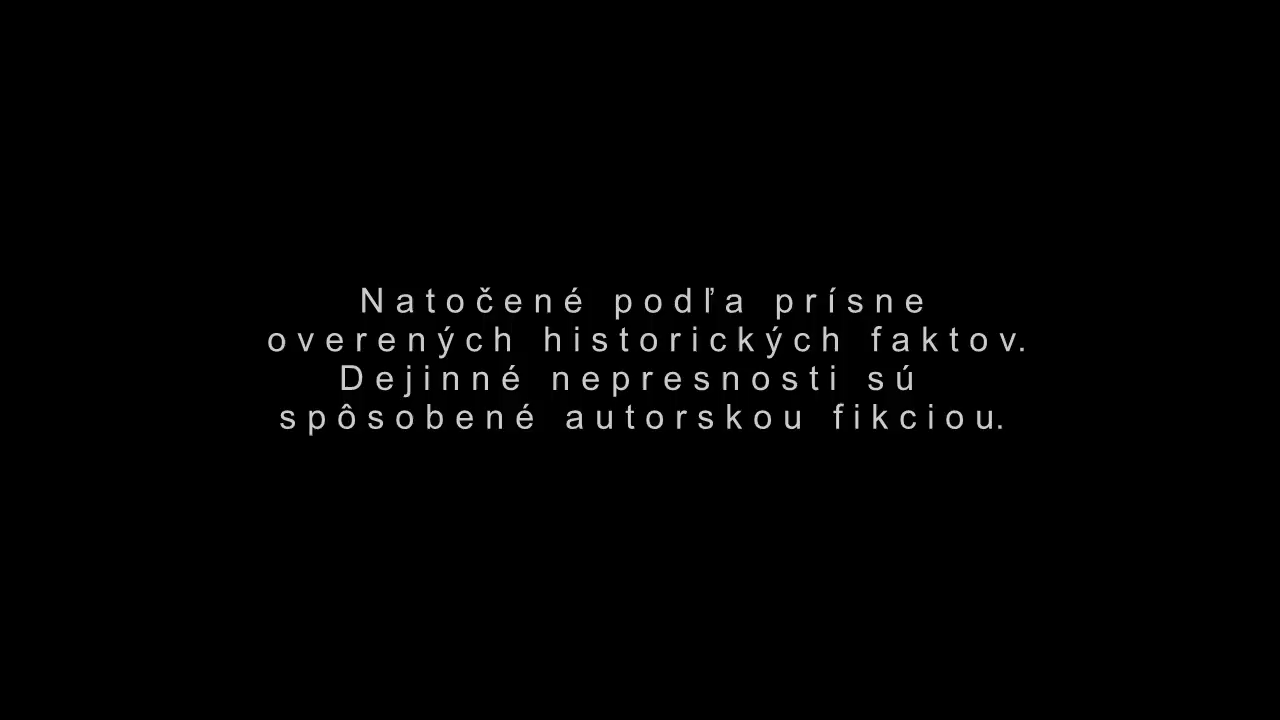 Natočené podľa prísne
overených historických faktov.
Dejinné nepresnosti sú
spôsobené autorskou fikciou.